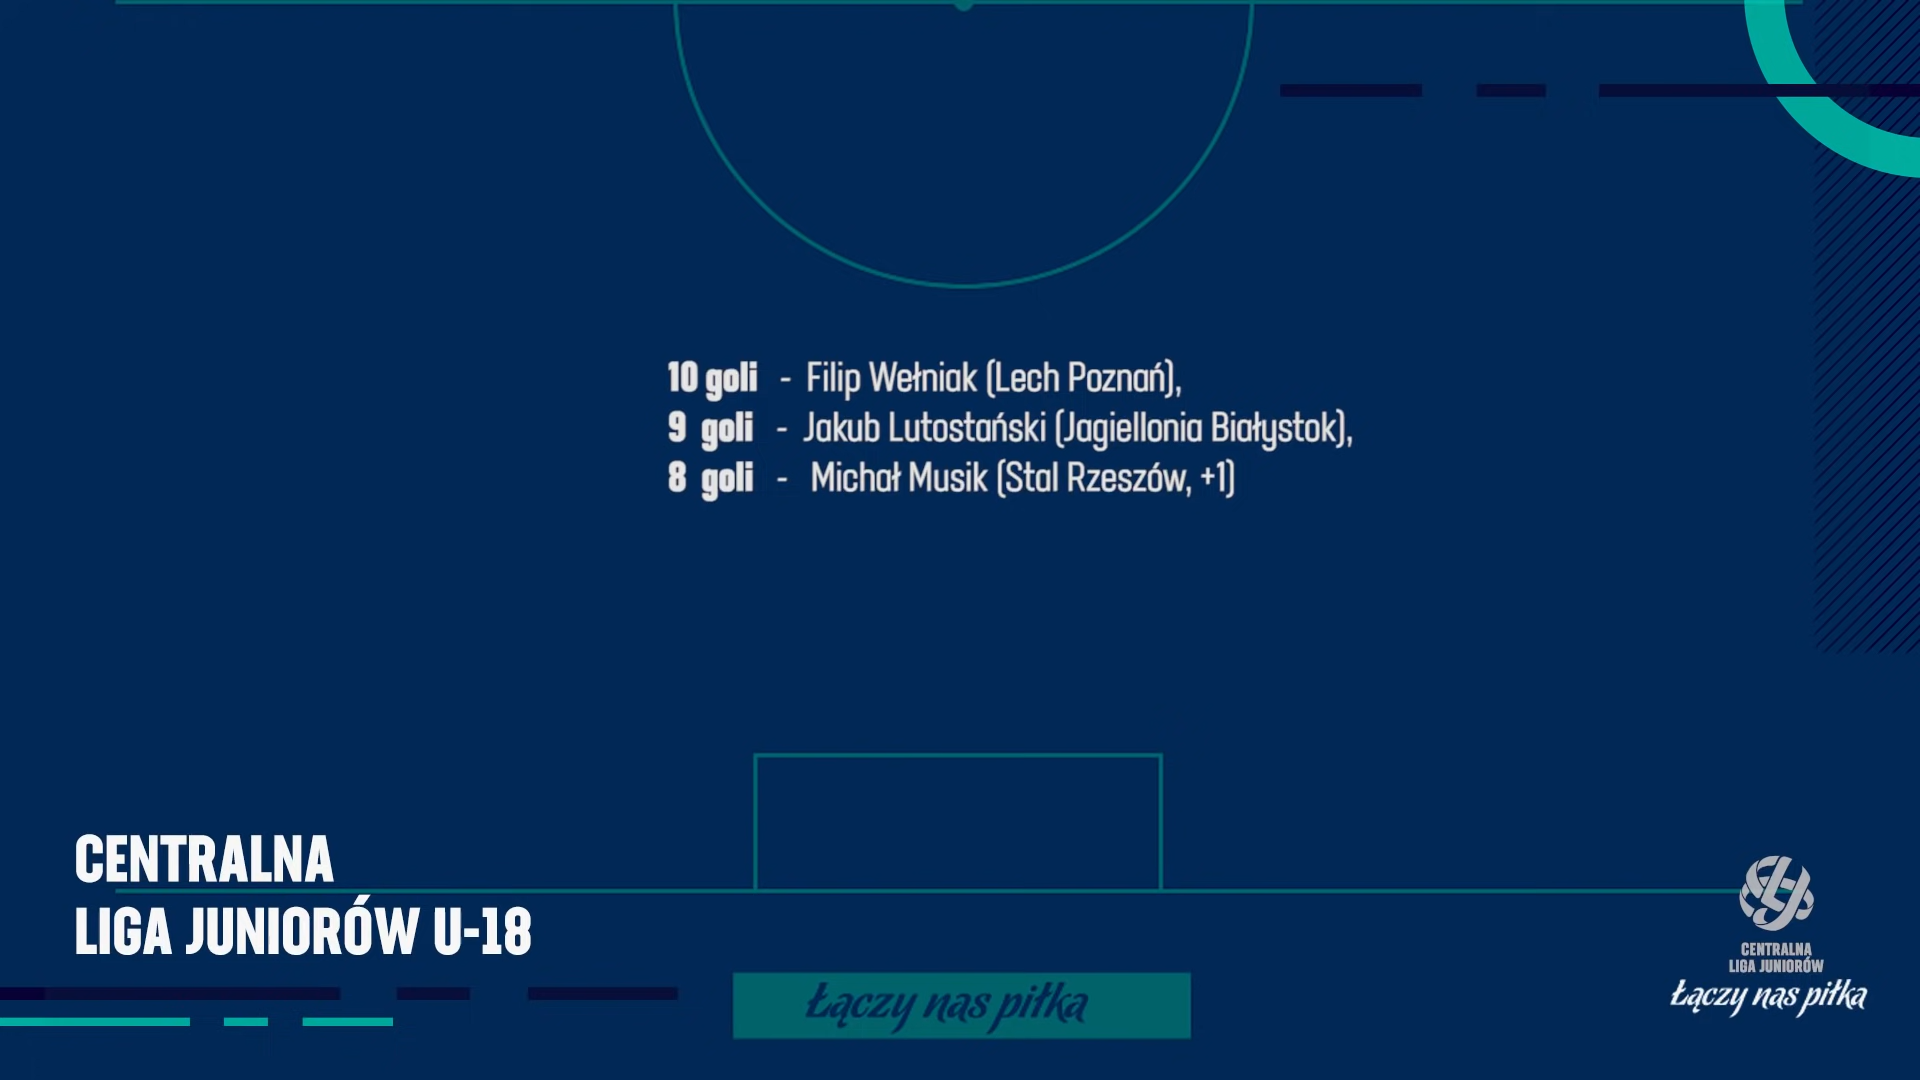 10 goli - Filip Wełniak (Lech Poznań),
9 goli - Jakub Lutostański (Jagiellonia Białystok),
8 goli - Michał Musik (Stal Rzeszów, +1)
CENTRALNA
LIGA JUNIORÓW U-18
Łączy nas piłka
CENTRALNA
LIGA JUNIORÓW
Łączy nas piłka